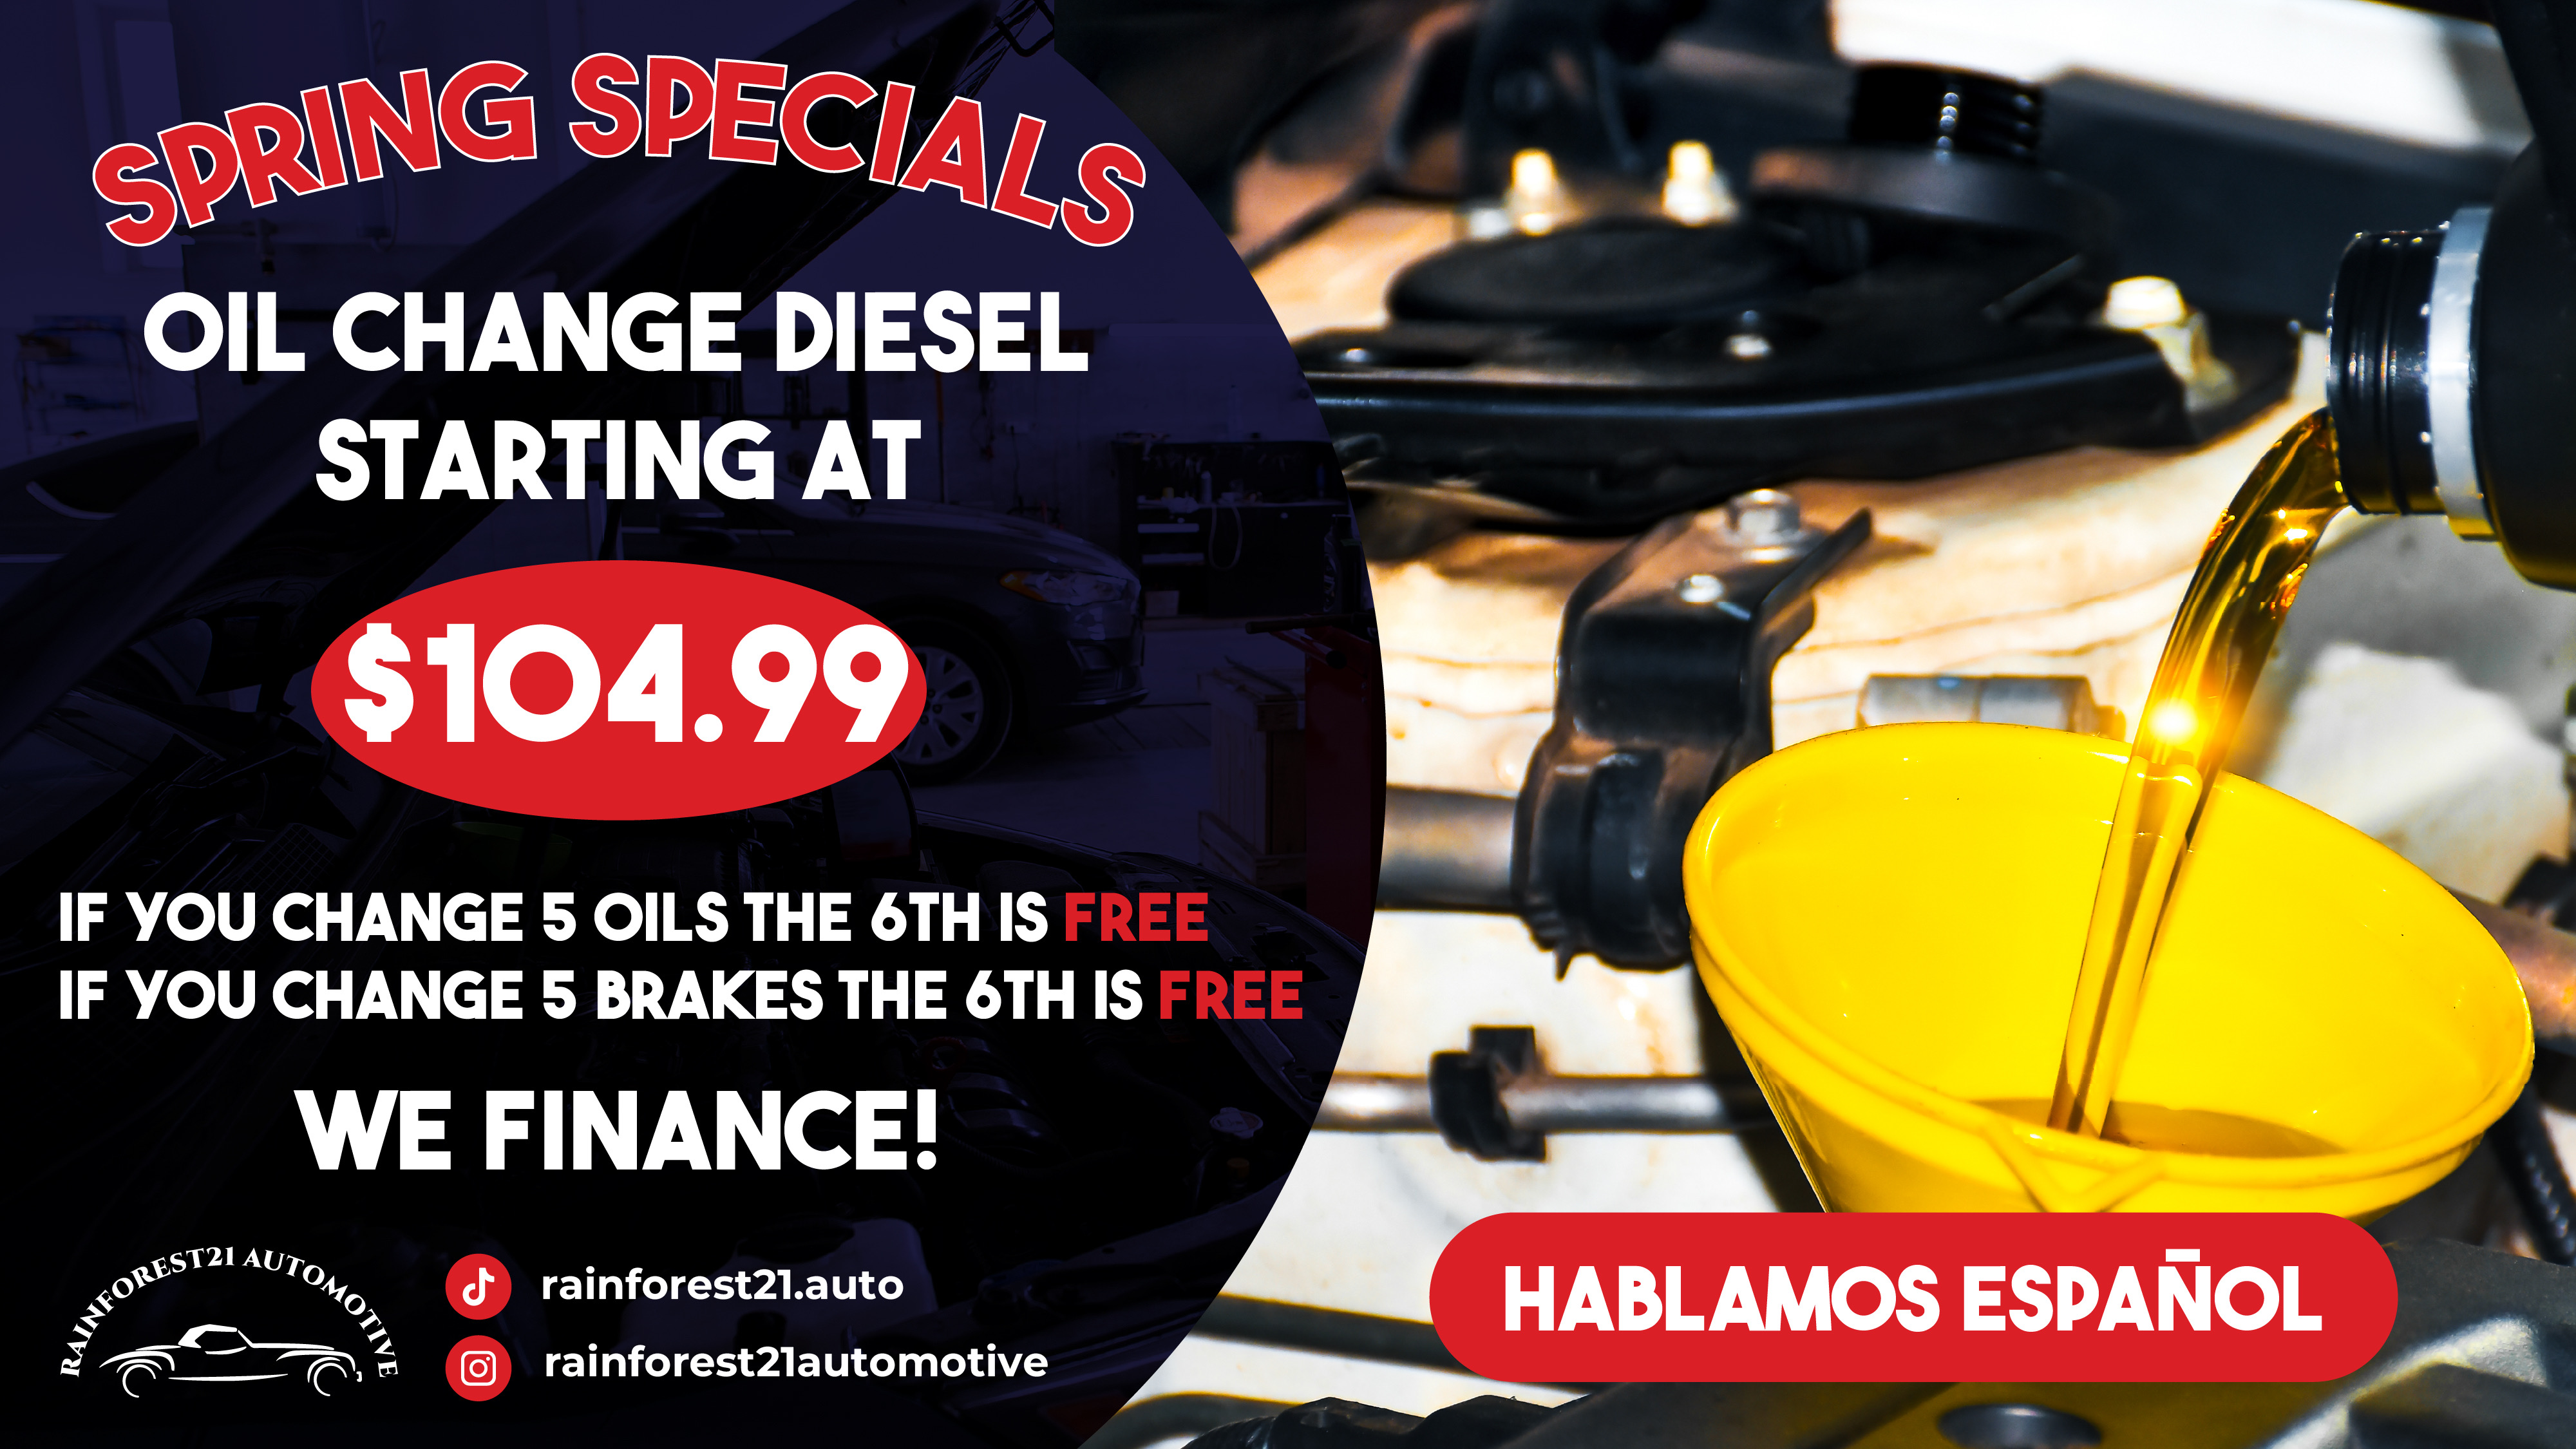 SPRING SPECIALS
OIL CHANGE DIESEL
STARTING AT
$104.99
IF YOU CHANGE 5 OILS THE 6TH IS FREE
IF YOU CHANGE 5 BRAKES THE 6TH IS FREE
WE FINANCE!
RAINFOREST21 AUTOMOTIVE
rainforest21.auto
rainforest21automotive
HABLAMOS ESPAÑOL